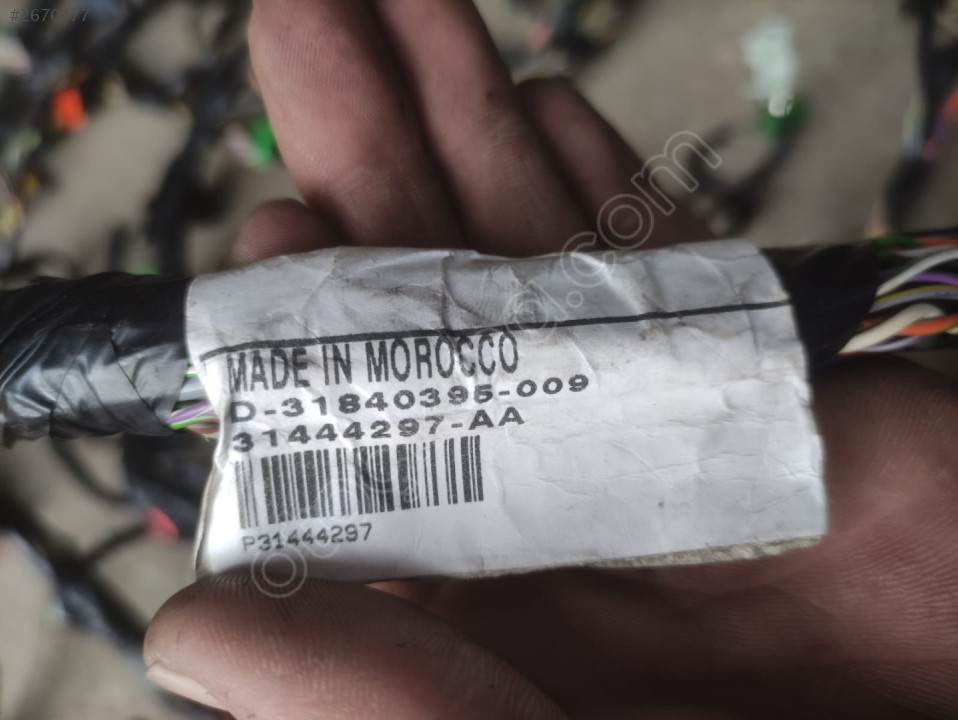 MADE IN MOROCCO
D-31840395-009
31444297-AA
P31444297